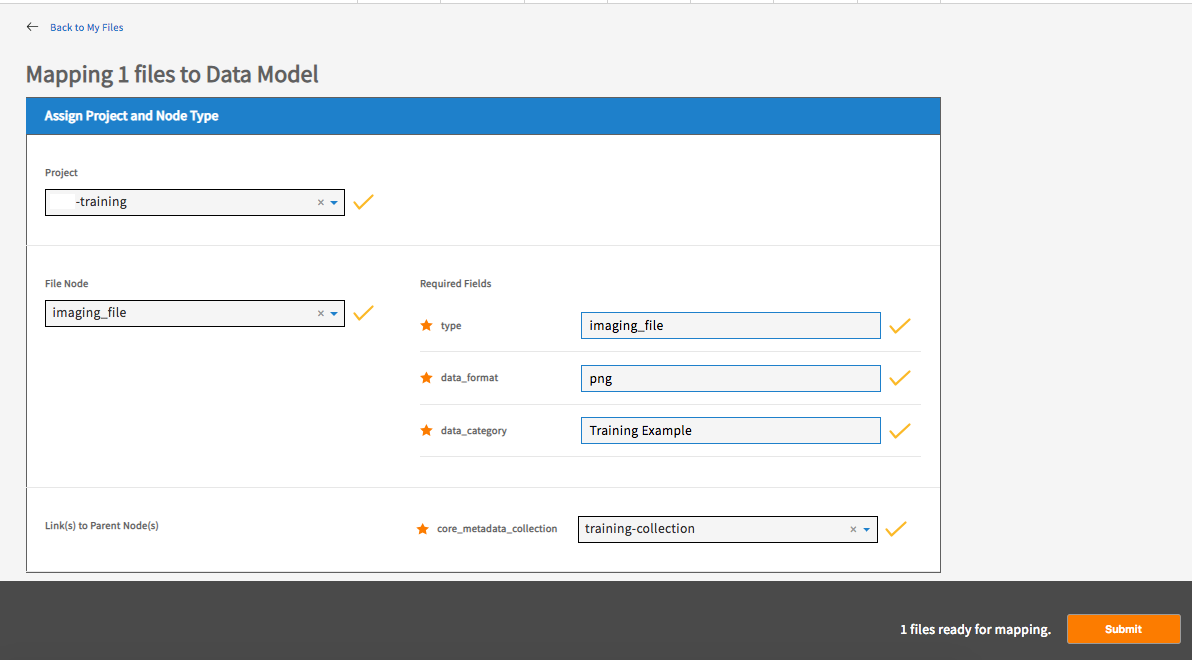 Back to My Files
Mapping 1 files to Data Model
Assign Project and Node Type
Project
-training
File Node
imaging_file
Required Fields
type
imaging_file
data_format
png
data_category
Training Example
Link(s) to Parent Node(s)
core_metadata_collection
training-collection
1 files ready for mapping.
Submit